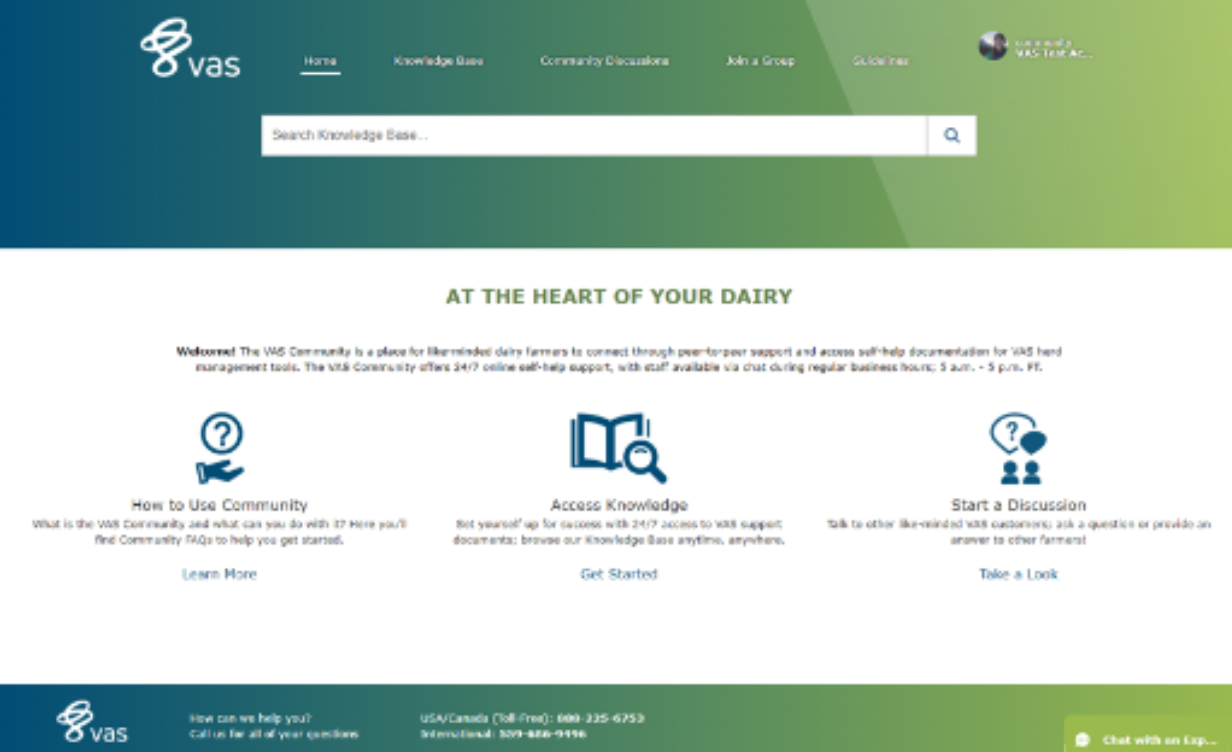 vas
Home
Knowledge Base
Community Discussions
Join a Group
Guidelines
community
VAS Test Ac...
Search Knowledge Base...
AT THE HEART OF YOUR DAIRY
Welcome! The VAS Community is a place for like-minded dairy farmers to connect through peer-to-peer support and access self-help documentation for VAS herd
management tools. The VAS Community offers 24/7 online self-help support, with staff available via chat during regular business hours; 5 a.m. - 5 p.m. PT.
How to Use Community
What is the VAS Community and what can you do with it? Here you'll
find Community FAQs to help you get started.
Learn More
Access Knowledge
Set yourself up for success with 24/7 access to VAS support
documents; browse our Knowledge Base anytime, anywhere.
Get Started
Start a Discussion
Talk to other like-minded VAS customers; ask a question or provide an
answer to other farmers!
Take a Look
vas
How can we help you?
Call us for all of your questions
USA/Canada (Toll-Free): 888-225-6753
International: 559-686-9496
Chat with an Exp...